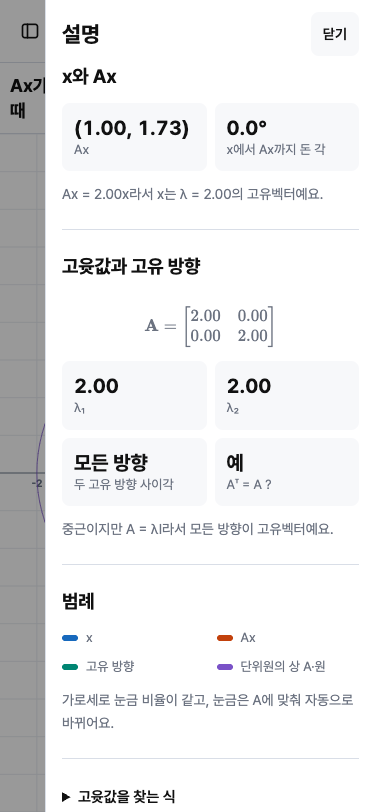 설명
닫기
Ax가
때
x와 Ax
(1.00, 1.73)
Ax
0.0°
x에서 Ax까지 돈 각
Ax = 2.00x라서 x는 λ = 2.00의 고유벡터예요.
고윳값과 고유 방향
A = [2.00 0.00
0.00 2.00]
2.00
λ₁
2.00
λ₂
모든 방향
두 고유 방향 사이각
예
Aᵀ = A ?
중근이지만 A = λI라서 모든 방향이 고유벡터예요.
-2
범례
x
Ax
고유 방향
단위원의 상 A·원
가로세로 눈금 비율이 같고, 눈금은 A에 맞춰 자동으로
바뀌어요.
▶ 고윳값을 찾는 식